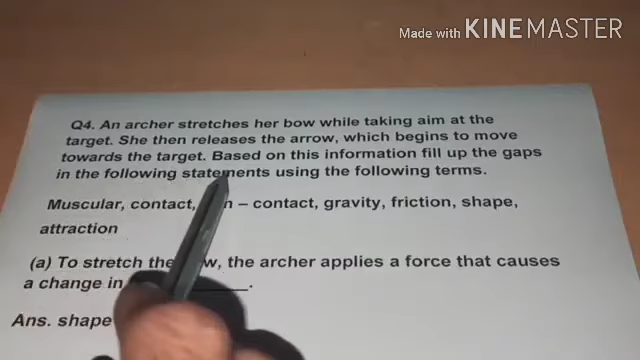 Made with KINEMASTER
Q4. An archer stretches her bow while taking aim at the
target. She then releases the arrow, which begins to move
towards the target. Based on this information fill up the gaps
in the following statements using the following terms.
Muscular, contact, – contact, gravity, friction, shape,
attraction
(a) To stretch the , the archer applies a force that causes
a change in ______.
Ans. shape